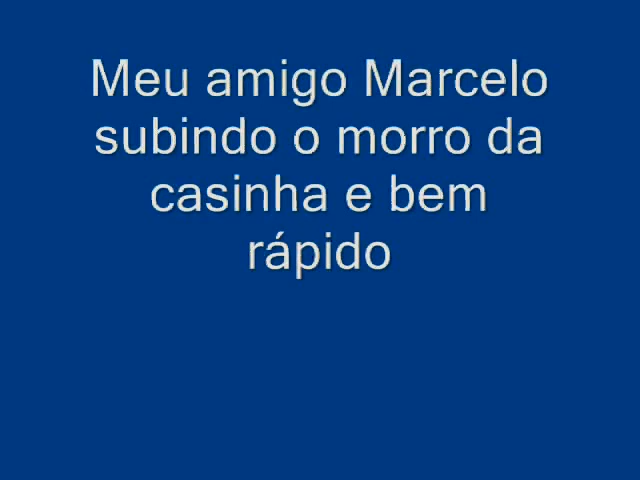 Meu amigo Marcelo
subindo o morro da
casinha e bem
rápido